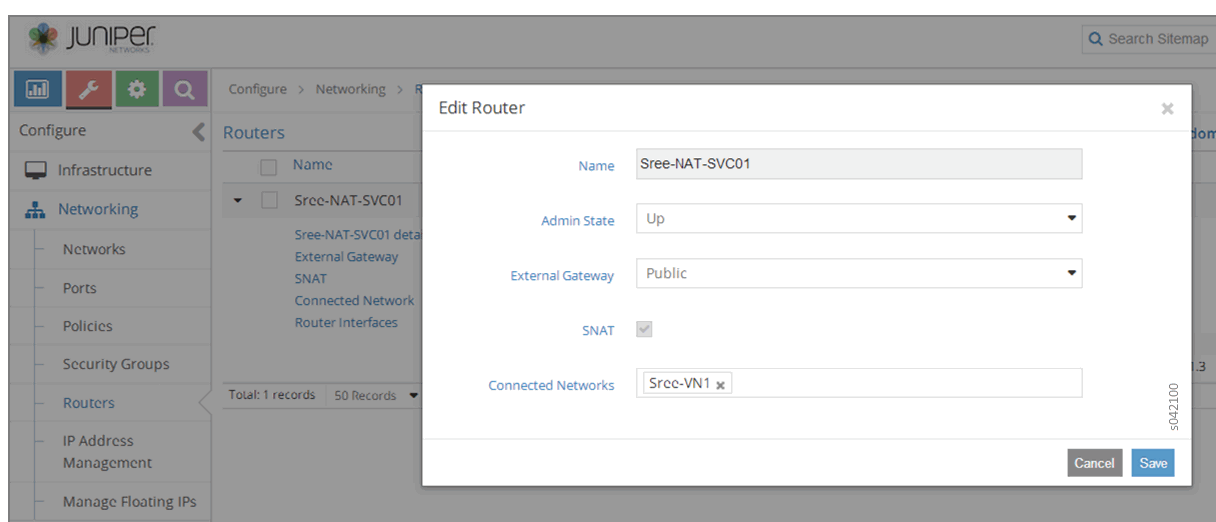 JUNIPER
NETWORKS
Search Sitemap
Configure > Networking >
Configure
Routers
Name
Infrastructure
Sree-NAT-SVC01
Networking
Sree-NAT-SVC01
External Gateway
SNAT
Connected Network
Router Interfaces
Networks
Ports
Policies
Security Groups
Total: 1 records
50 Records
Routers
IP Address
Management
Manage Floating IPs
Edit Router
Name
Sree-NAT-SVC01
Admin State
Up
External Gateway
Public
SNAT
Connected Networks
Sree-VN1
Cancel
Save
s042100